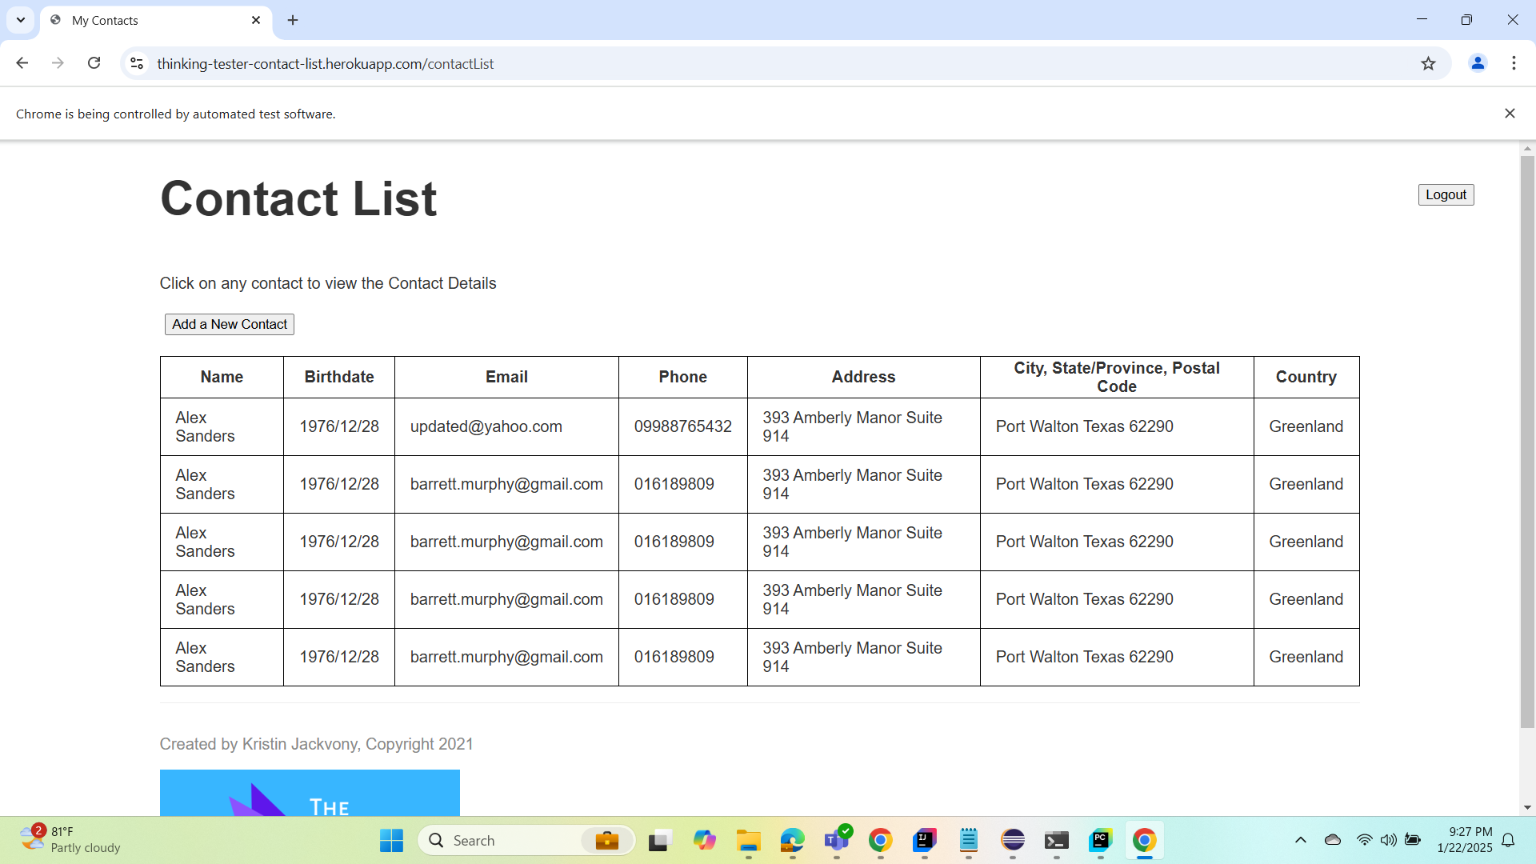 My Contacts
thinking-tester-contact-list.herokuapp.com/contactList
Chrome is being controlled by automated test software.
Contact List
Logout
Click on any contact to view the Contact Details
Add a New Contact
Name Birthdate Email Phone Address City, State/Province, Postal Code Country
Alex Sanders 1976/12/28 updated@yahoo.com 09988765432 393 Amberly Manor Suite 914 Port Walton Texas 62290 Greenland
Alex Sanders 1976/12/28 barrett.murphy@gmail.com 016189809 393 Amberly Manor Suite 914 Port Walton Texas 62290 Greenland
Alex Sanders 1976/12/28 barrett.murphy@gmail.com 016189809 393 Amberly Manor Suite 914 Port Walton Texas 62290 Greenland
Alex Sanders 1976/12/28 barrett.murphy@gmail.com 016189809 393 Amberly Manor Suite 914 Port Walton Texas 62290 Greenland
Alex Sanders 1976/12/28 barrett.murphy@gmail.com 016189809 393 Amberly Manor Suite 914 Port Walton Texas 62290 Greenland
Created by Kristin Jackvony, Copyright 2021
THE
2
81°F
Partly cloudy
Search
IJ
PC
9:27 PM
1/22/2025